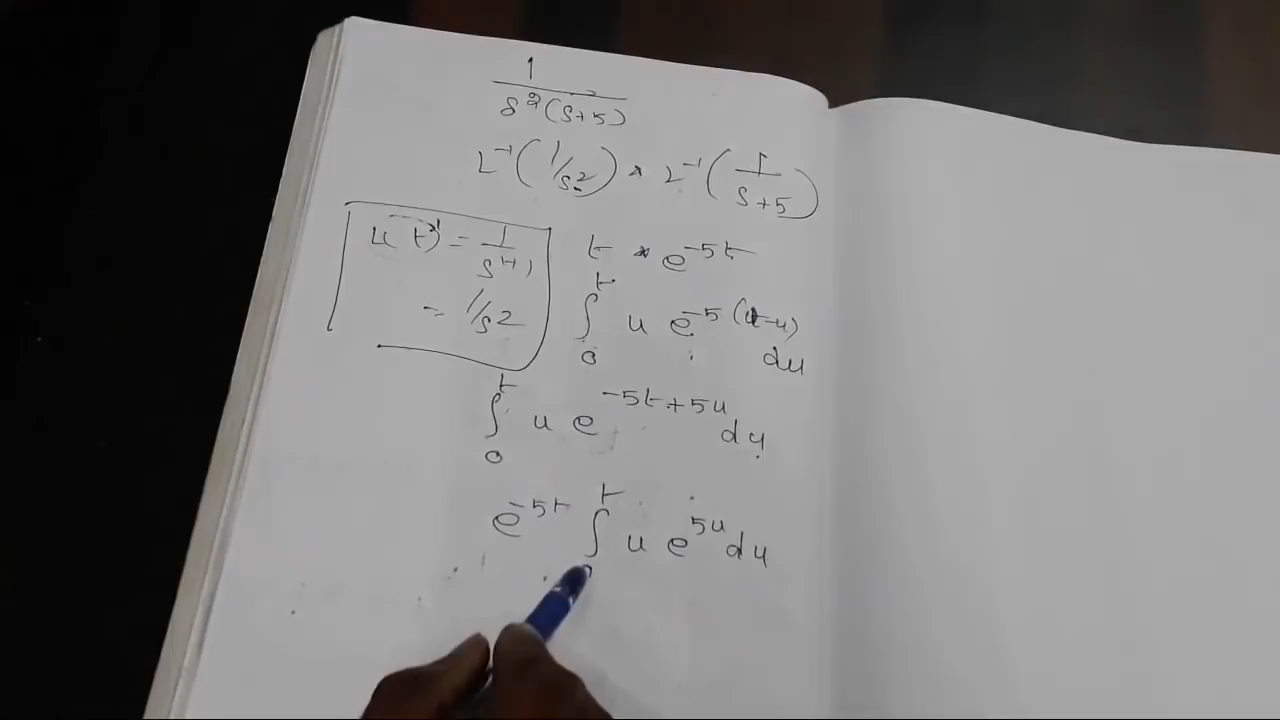 1
s²(s+5)
L⁻¹(1/s²) * L⁻¹(1/(s+5))
L(t¹) = 1/s¹⁺¹
= 1/s²
t * e⁻⁵ᵗ
∫₀ᵗ u e^{-5(t-u)} du
∫₀ᵗ u e^{-5t+5u} du
e^{-5t} ∫₀ᵗ u e^{5u} du